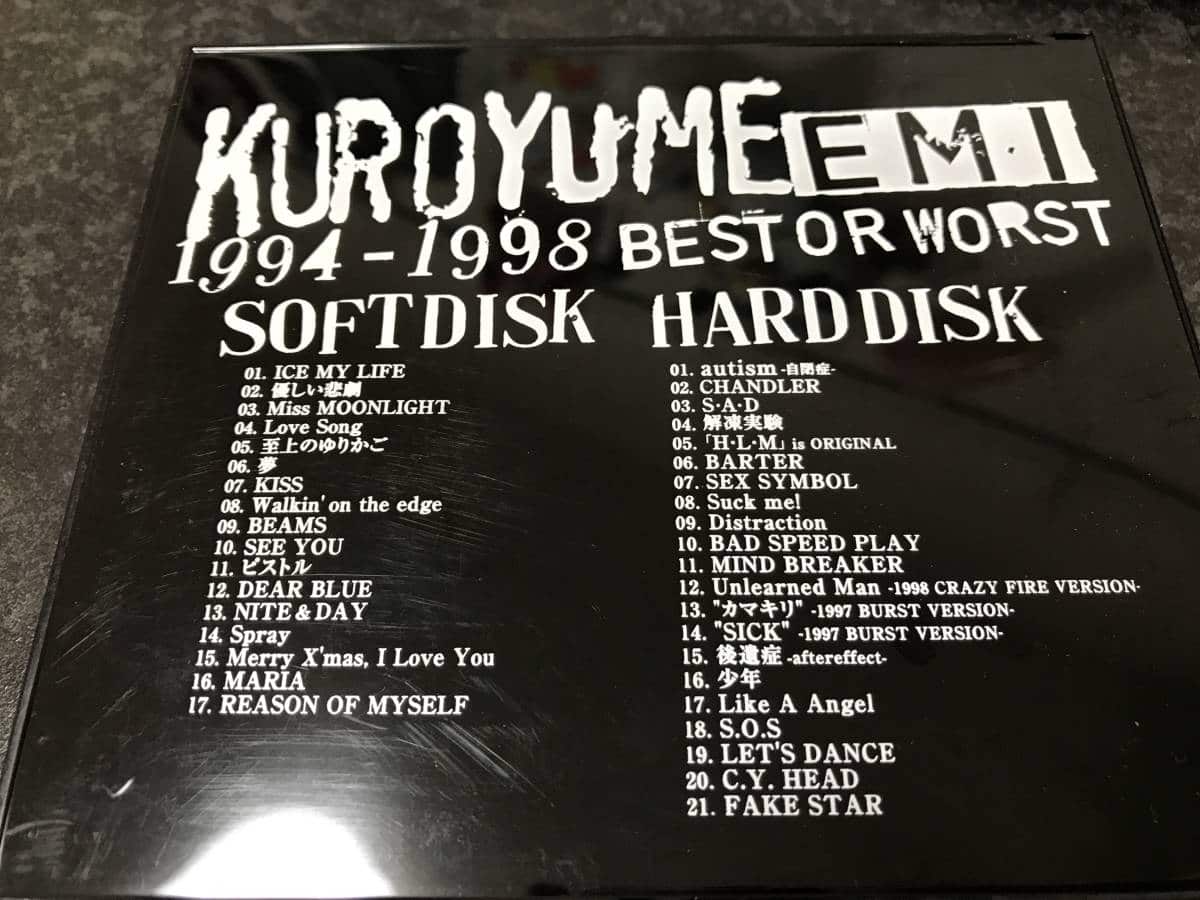 KUROYUME EMI
1994-1998 BEST OR WORST
SOFT DISK
01. ICE MY LIFE
02. 優しい悲劇
03. Miss MOONLIGHT
04. Love Song
05. 至上のゆりかご
06. 夢
07. KISS
08. Walkin' on the edge
09. BEAMS
10. SEE YOU
11. ピストル
12. DEAR BLUE
13. NITE & DAY
14. Spray
15. Merry X'mas, I Love You
16. MARIA
17. REASON OF MYSELF
HARD DISK
01. autism -自閉症-
02. CHANDLER
03. S・A・D
04. 解凍実験
05. 「H・L・M」 is ORIGINAL
06. BARTER
07. SEX SYMBOL
08. Suck me!
09. Distraction
10. BAD SPEED PLAY
11. MIND BREAKER
12. Unlearned Man -1998 CRAZY FIRE VERSION-
13. "カマキリ" -1997 BURST VERSION-
14. "SICK" -1997 BURST VERSION-
15. 後遺症 -aftereffect-
16. 少年
17. Like A Angel
18. S.O.S
19. LET'S DANCE
20. C.Y. HEAD
21. FAKE STAR